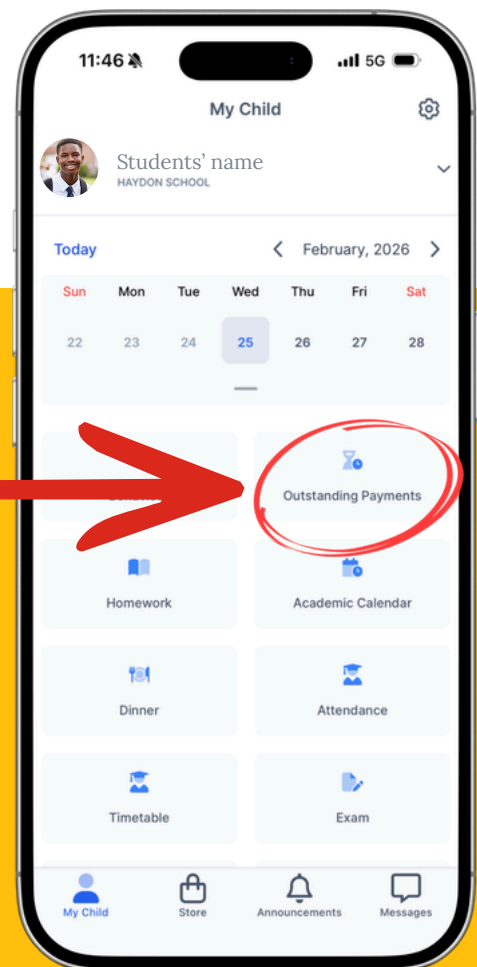 11:46
5G
My Child
Students' name
HAYDON SCHOOL
Today
February, 2026
Sun Mon Tue Wed Thu Fri Sat
22 23 24 25 26 27 28
Outstanding Payments
Homework
Academic Calendar
Dinner
Attendance
Timetable
Exam
My Child
Store
Announcements
Messages